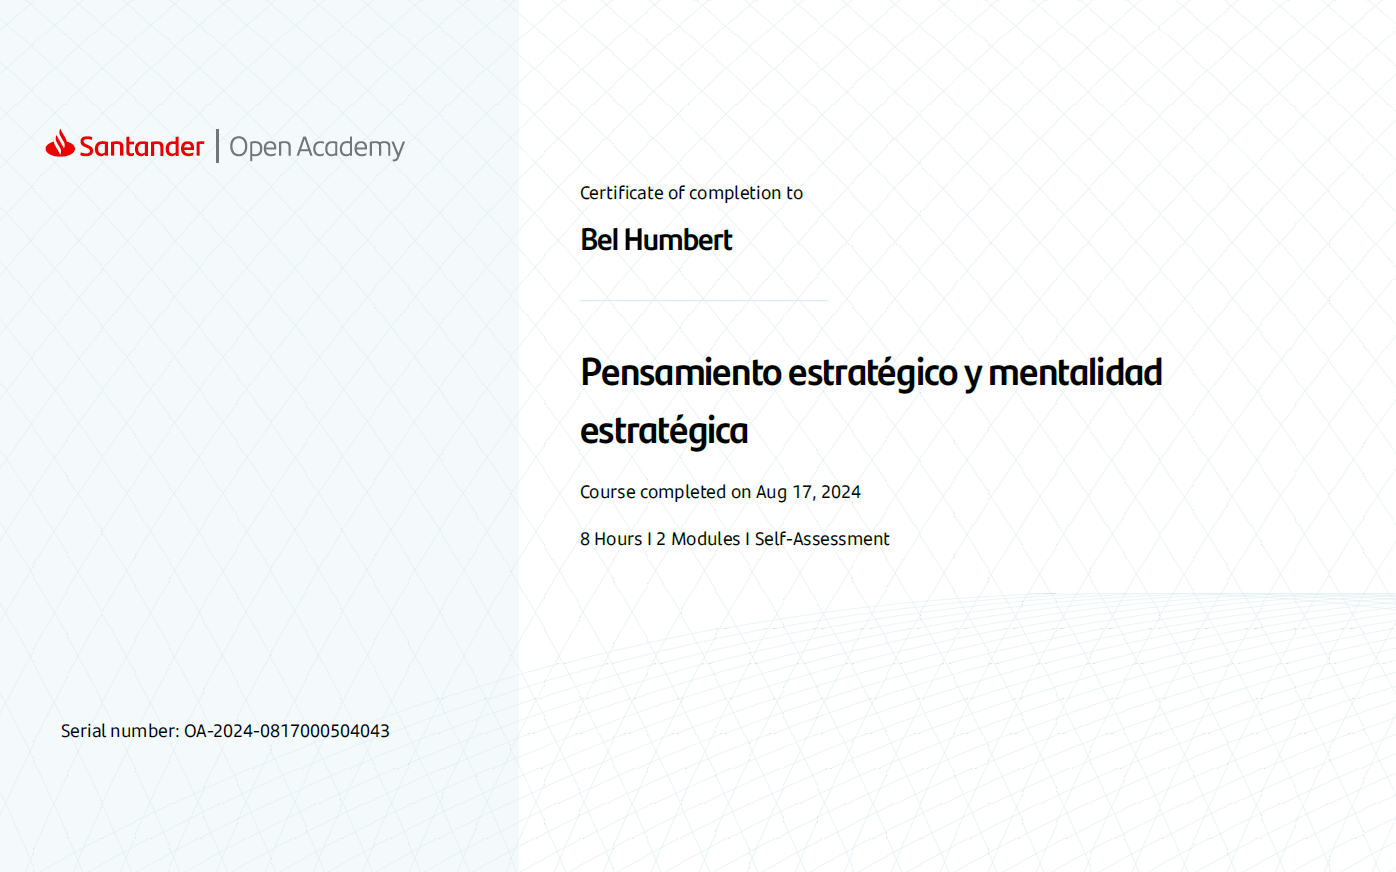 Santander | Open Academy
Certificate of completion to
Bel Humbert
Pensamiento estratégico y mentalidad
estratégica
Course completed on Aug 17, 2024
8 Hours I 2 Modules I Self-Assessment
Serial number: OA-2024-0817000504043